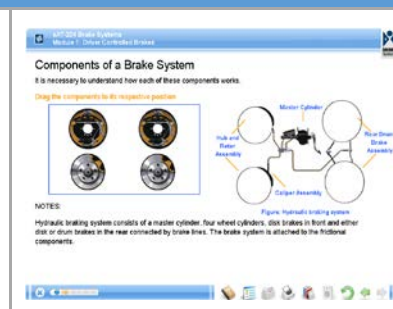 eAT-204 Brake Systems
Module 1: Driver Controlled Brakes
Components of a Brake System
It is necessary to understand how each of these components works.
Drag the components to its respective position
Master Cylinder
Hub and
Rotor
Assembly
Rear Drum
Brake
Assembly
Caliper Assembly
Figure: Hydraulic braking system
NOTES:
Hydraulic braking system consists of a master cylinder, four wheel cylinders, disk brakes in front and either
disk or drum brakes in the rear connected by brake lines. The brake system is attached to the frictional
components.